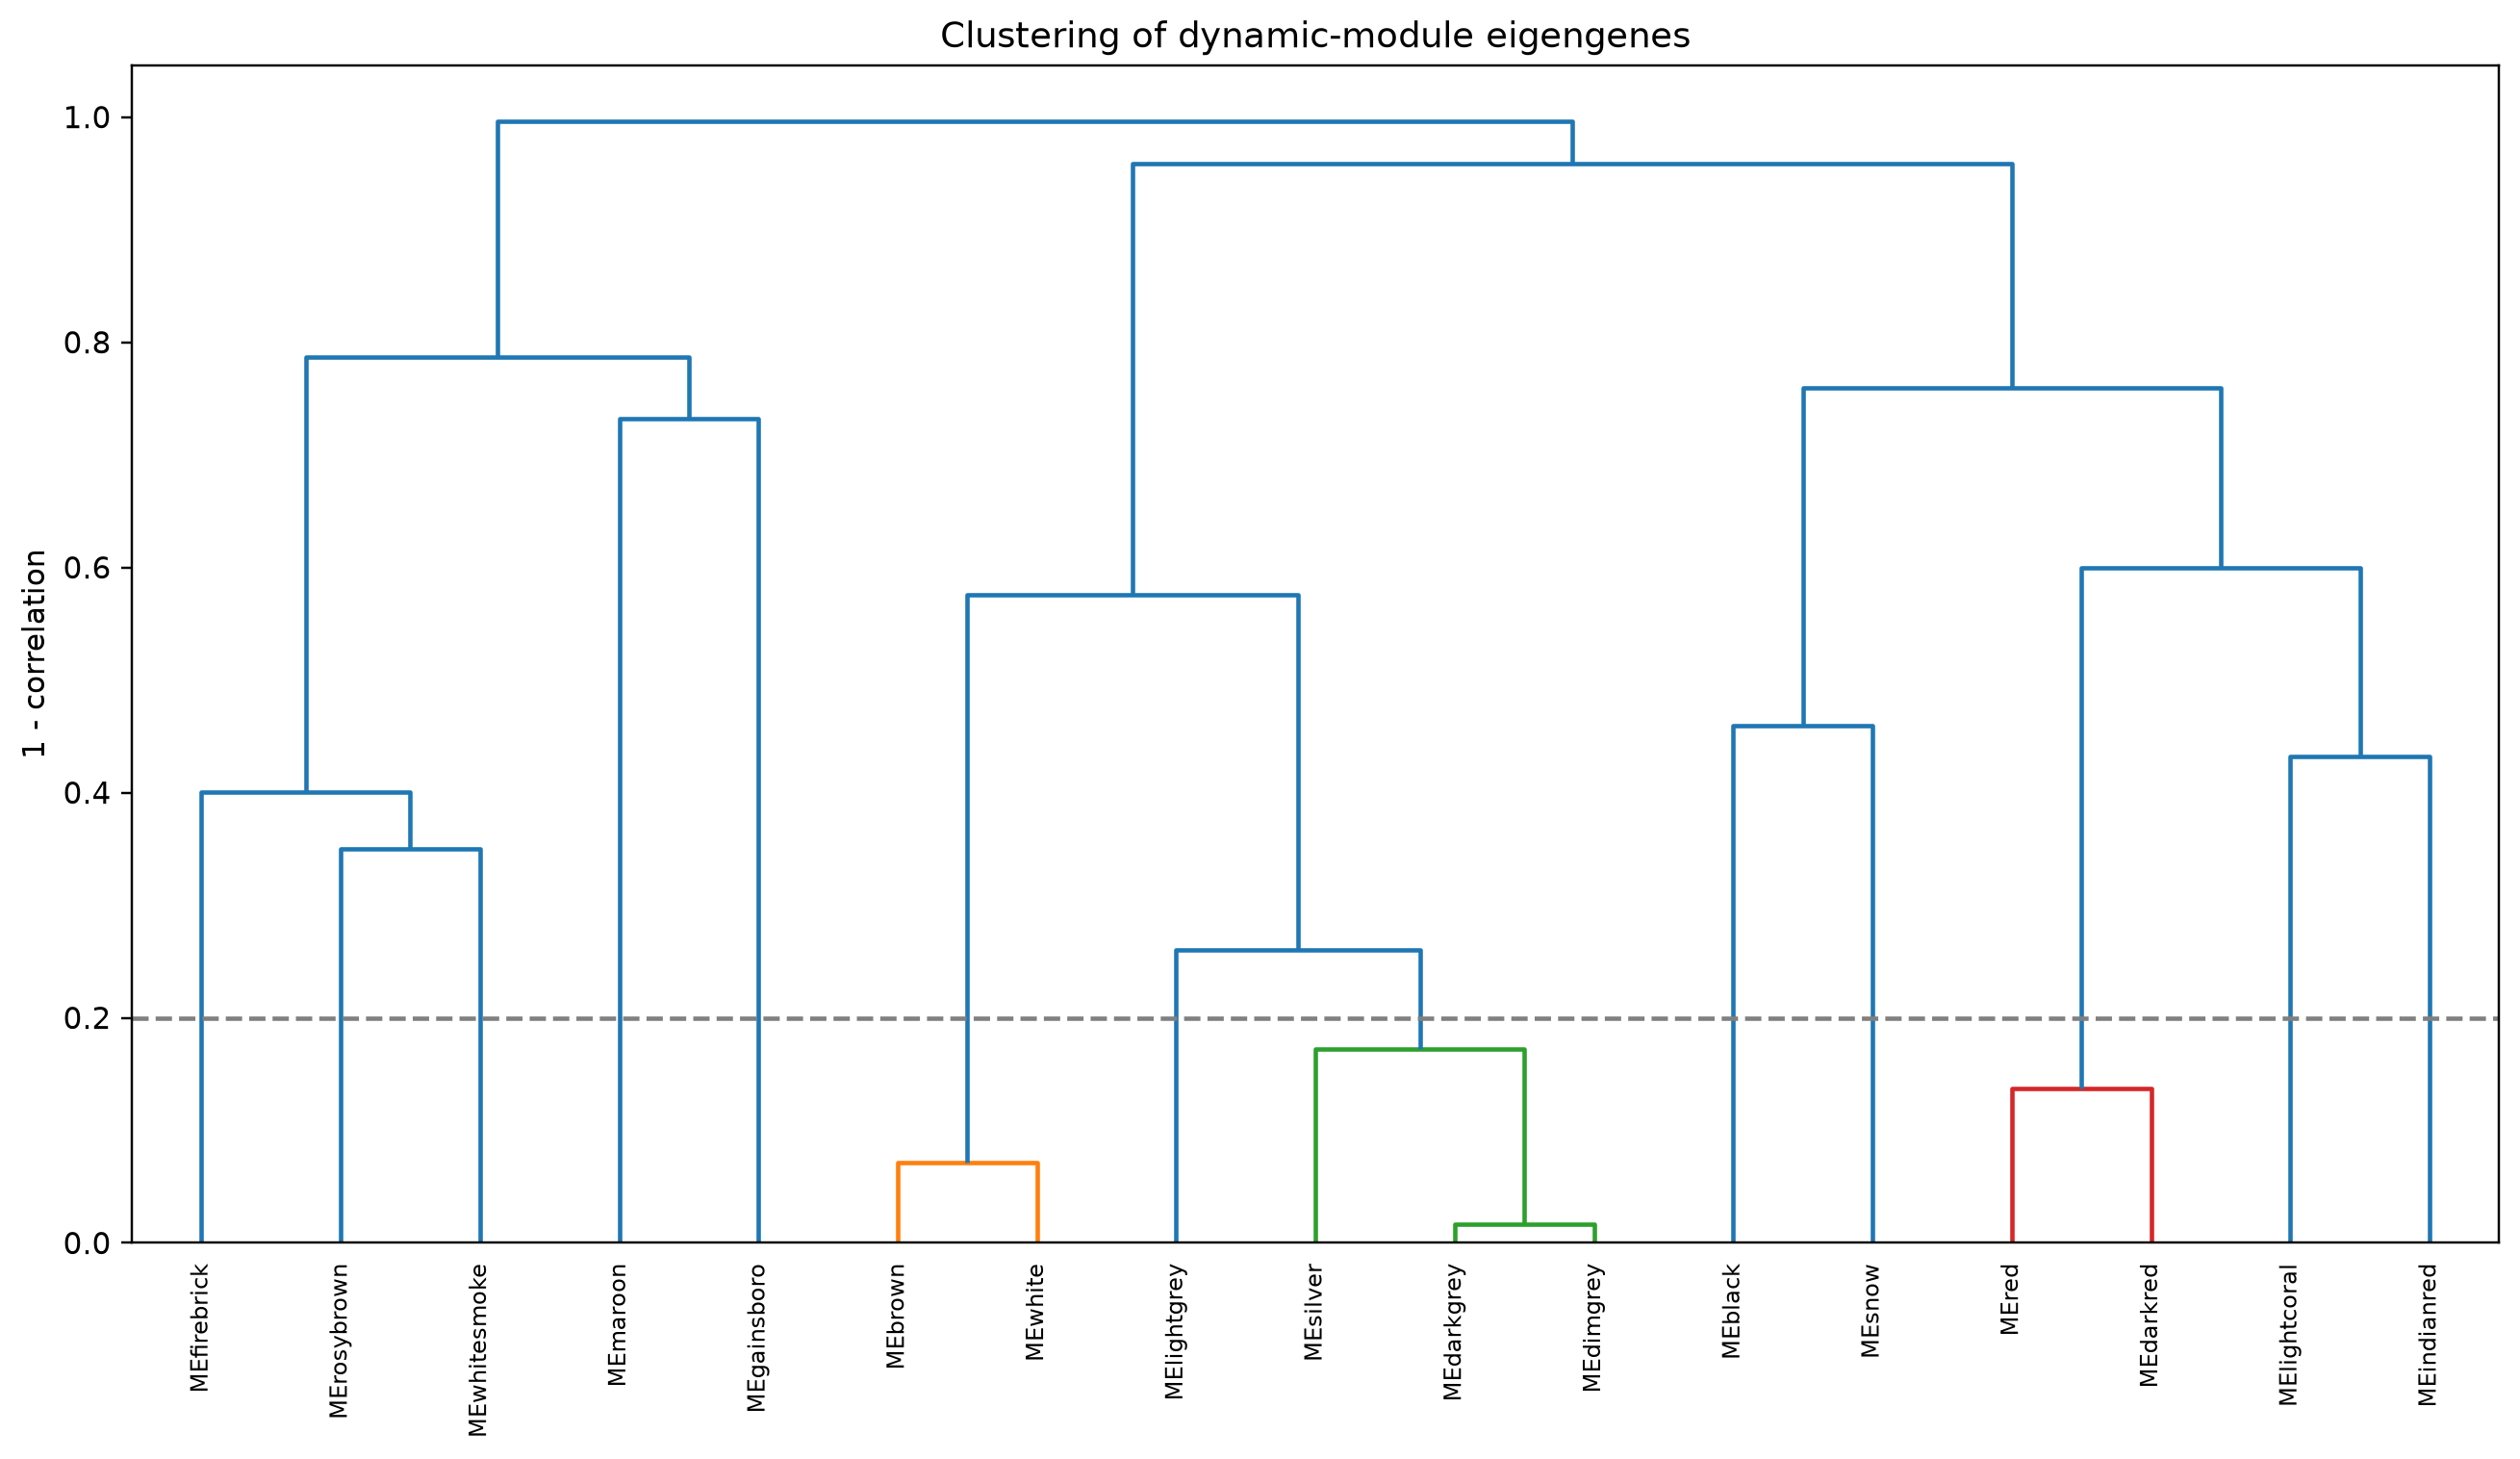 Clustering of dynamic-module eigengenes
1 - correlation
1.0
0.8
0.6
0.4
0.2
0.0
MEfirebrick
MErosybrown
MEwhitesmoke
MEmaroon
MEgainsboro
MEbrown
MEwhite
MElightgrey
MEsilver
MEdarkgrey
MEdimgrey
MEblack
MEsnow
MEred
MEdarkred
MElightcoral
MEindianred